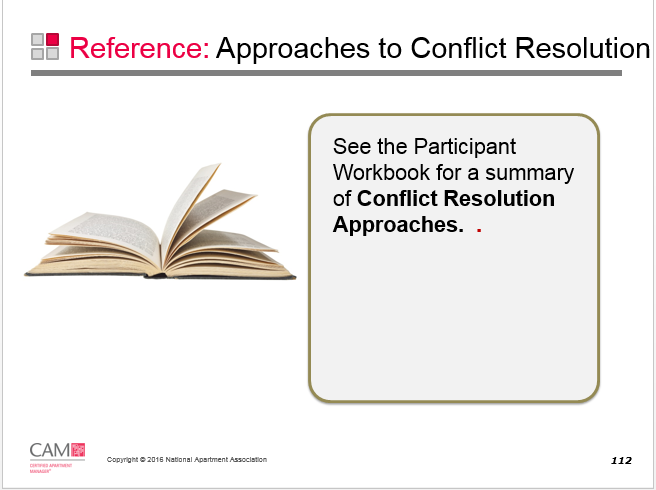 Reference: Approaches to Conflict Resolution
See the Participant
Workbook for a summary
of Conflict Resolution
Approaches. .
CAM
CERTIFIED APARTMENT
MANAGER
Copyright © 2016 National Apartment Association
112